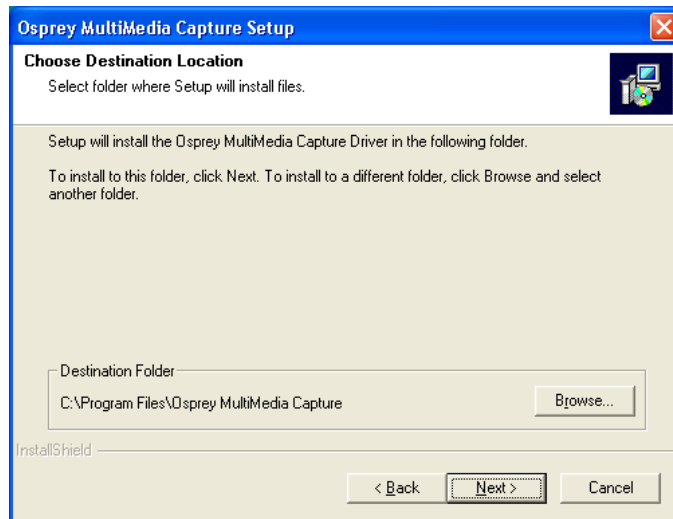 Osprey MultiMedia Capture Setup
Choose Destination Location
Select folder where Setup will install files.
Setup will install the Osprey MultiMedia Capture Driver in the following folder.
To install to this folder, click Next. To install to a different folder, click Browse and select
another folder.
Destination Folder
C:\Program Files\Osprey MultiMedia Capture
Browse...
InstallShield
< Back
Next >
Cancel